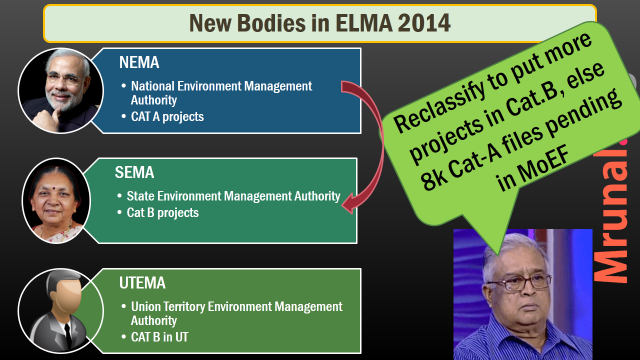 New Bodies in ELMA 2014
NEMA
• National Environment Management
Authority
• CAT A projects
SEMA
• State Environment Management Authority
• Cat B projects
UTEMA
• Union Territory Environment Management
Authority
• CAT B in UT
Reclassify to put more
projects in Cat.B, else
8k Cat-A files pending
in MoEF
Mrunal